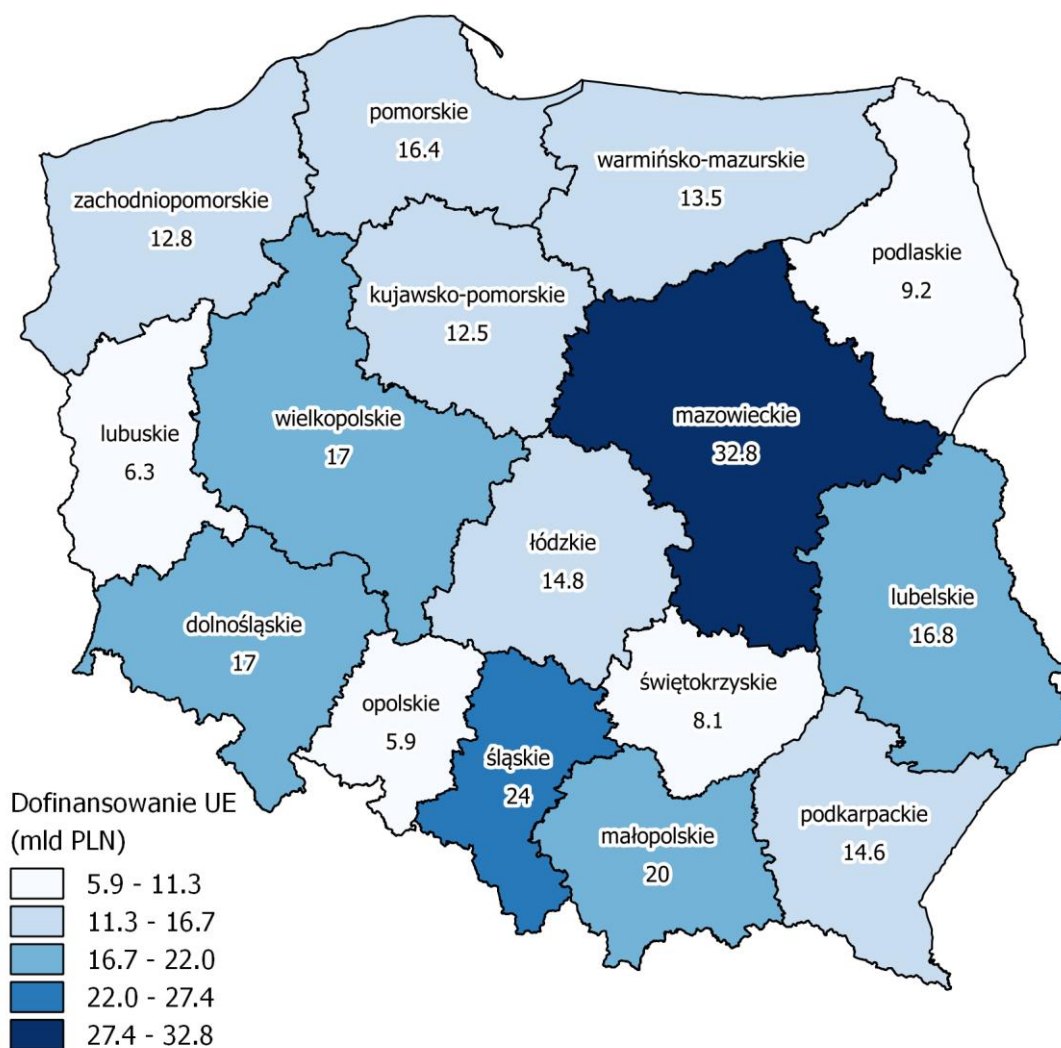 pomorskie
16.4
warmińsko-mazurskie
13.5
zachodniopomorskie
12.8
podlaskie
9.2
kujawsko-pomorskie
12.5
mazowieckie
32.8
wielkopolskie
17
lubuskie
6.3
łódzkie
14.8
lubelskie
16.8
dolnośląskie
17
świętokrzyskie
8.1
opolskie
5.9
śląskie
24
podkarpackie
14.6
małopolskie
20
Dofinansowanie UE
(mld PLN)
5.9 - 11.3
11.3 - 16.7
16.7 - 22.0
22.0 - 27.4
27.4 - 32.8